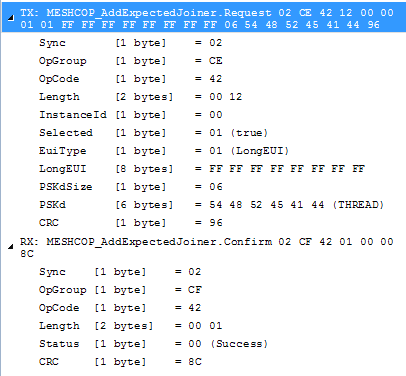 TX: MESHCOP_AddExpectedJoiner.Request 02 CE 42 12 00 00
01 01 FF FF FF FF FF FF FF FF 06 54 48 52 45 41 44 96
Sync [1 byte] = 02
OpGroup [1 byte] = CE
OpCode [1 byte] = 42
Length [2 bytes] = 00 12
InstanceId [1 byte] = 00
Selected [1 byte] = 01 (true)
EuiType [1 byte] = 01 (LongEUI)
LongEUI [8 bytes] = FF FF FF FF FF FF FF FF
PSKdSize [1 byte] = 06
PSKd [6 bytes] = 54 48 52 45 41 44 (THREAD)
CRC [1 byte] = 96
RX: MESHCOP_AddExpectedJoiner.Confirm 02 CF 42 01 00 00
8C
Sync [1 byte] = 02
OpGroup [1 byte] = CF
OpCode [1 byte] = 42
Length [2 bytes] = 00 01
Status [1 byte] = 00 (Success)
CRC [1 byte] = 8C